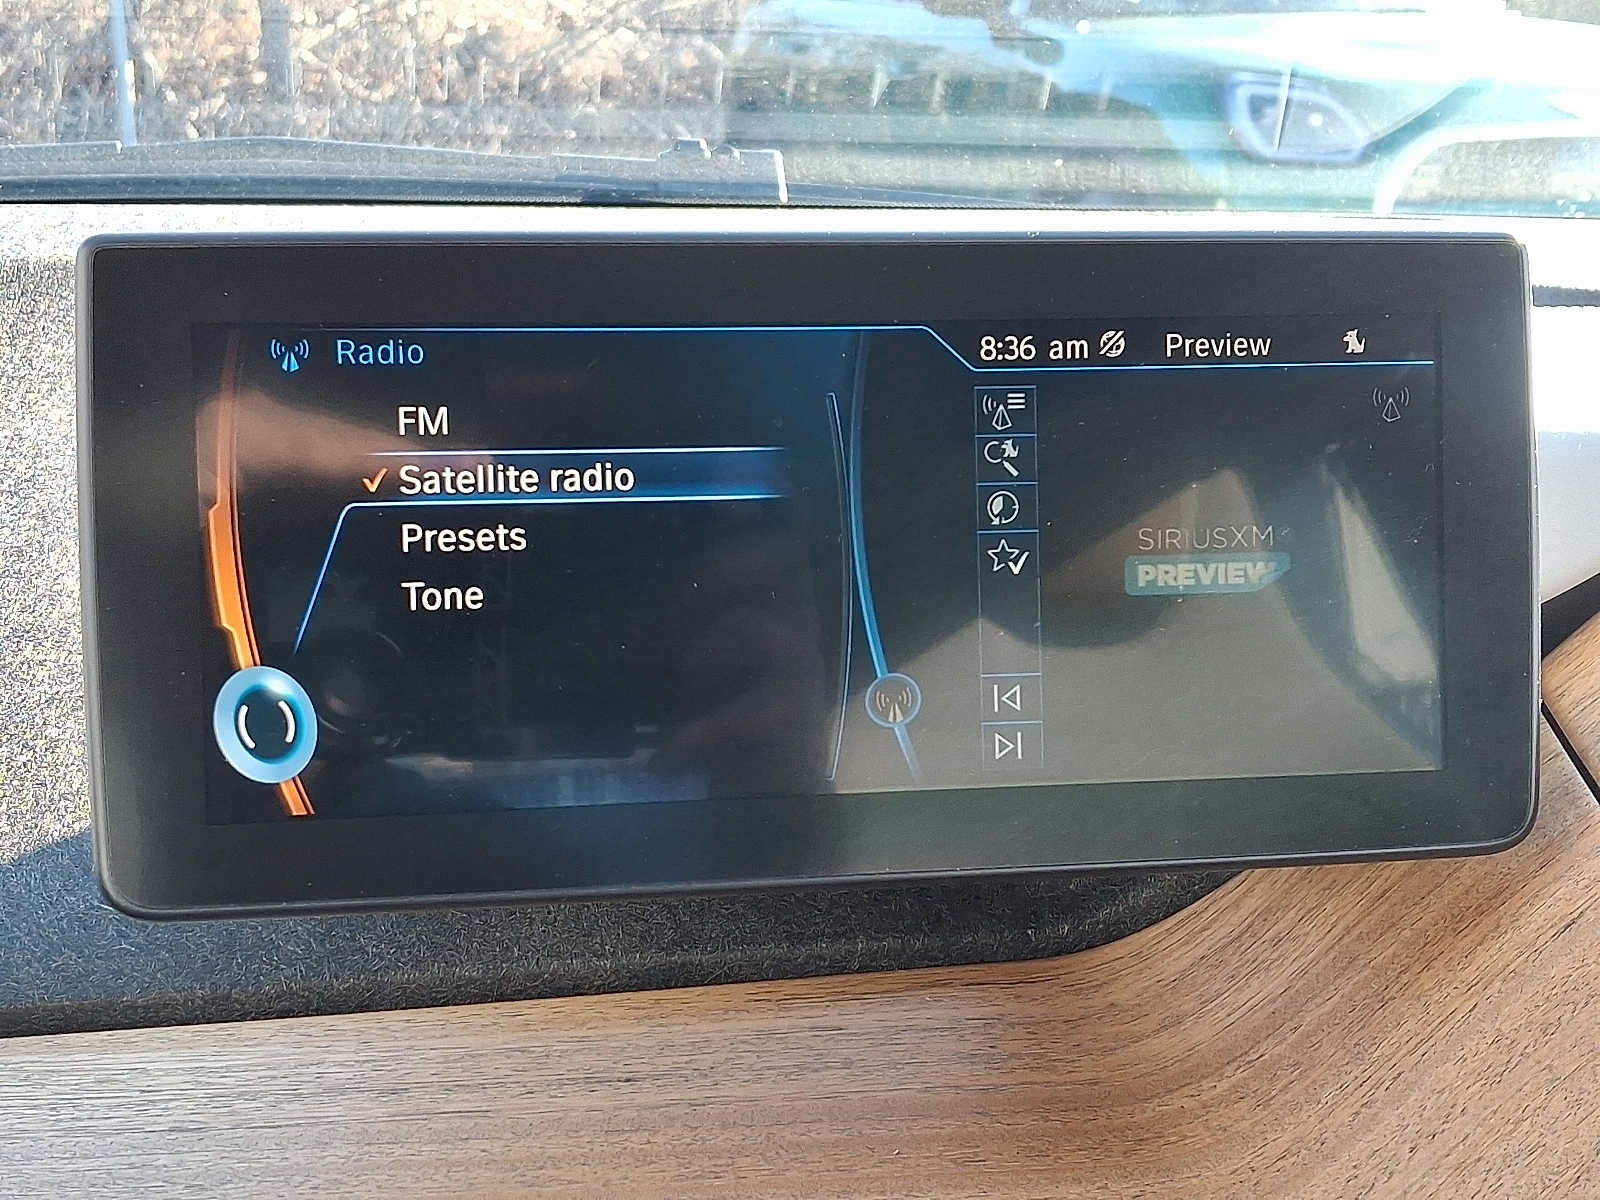 Radio
8:36 am Preview
FM
Satellite radio
Presets
Tone
SIRIUSXM
PREVIEW